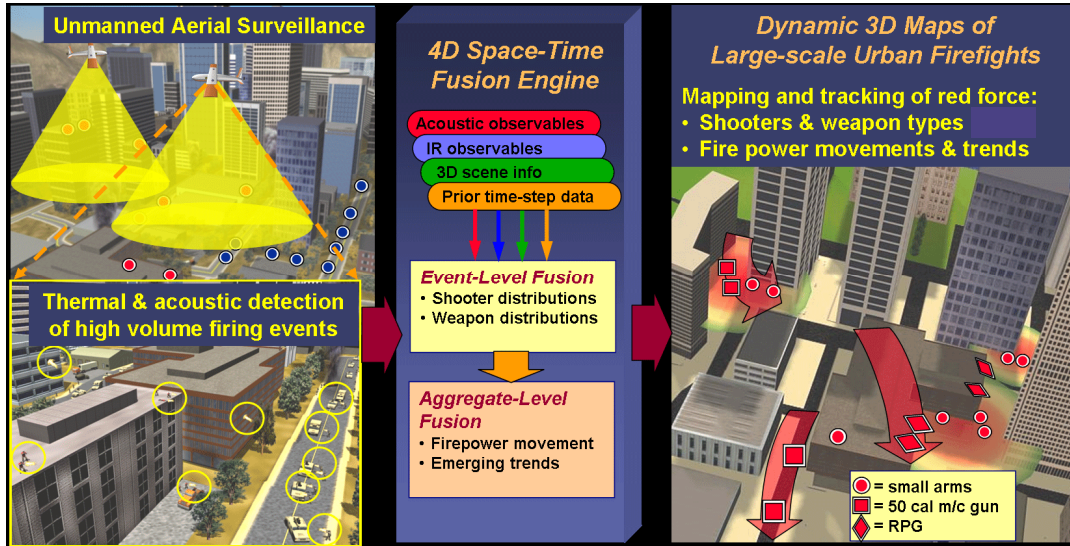 Unmanned Aerial Surveillance
Thermal & acoustic detection
of high volume firing events
4D Space-Time
Fusion Engine
Acoustic observables
IR observables
3D scene info
Prior time-step data
Event-Level Fusion
• Shooter distributions
• Weapon distributions
Aggregate-Level
Fusion
• Firepower movement
• Emerging trends
Dynamic 3D Maps of
Large-scale Urban Firefights
Mapping and tracking of red force:
• Shooters & weapon types
• Fire power movements & trends
= small arms
= 50 cal m/c gun
= RPG